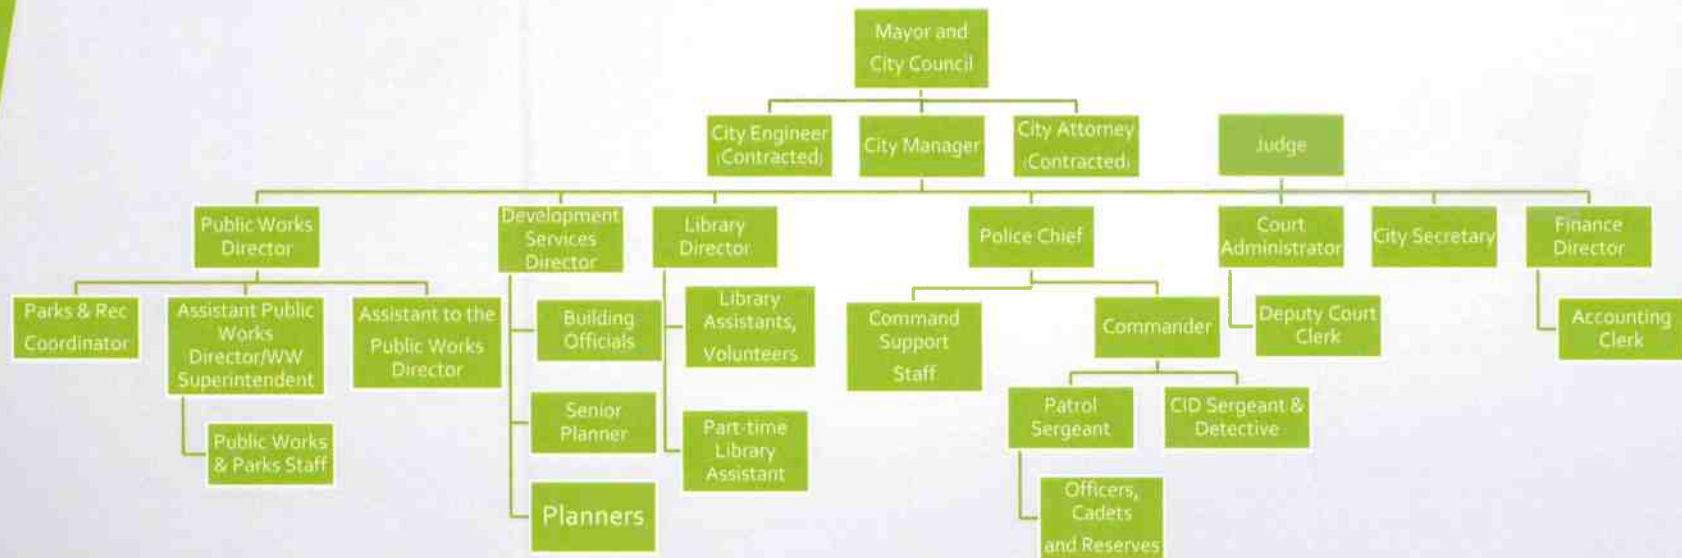 Mayor and
City Council
City Engineer
(Contracted)
City Manager
City Attorney
(Contracted)
Judge
Public Works
Director
Development
Services
Director
Library
Director
Police Chief
Court
Administrator
City Secretary
Finance
Director
Parks & Rec
Coordinator
Assistant Public
Works
Director/WW
Superintendent
Assistant to the
Public Works
Director
Building
Officials
Library
Assistants,
Volunteers
Command
Support
Staff
Commander
Deputy Court
Clerk
Accounting
Clerk
Public Works
& Parks Staff
Senior
Planner
Part-time
Library
Assistant
Patrol
Sergeant
CID Sergeant &
Detective
Planners
Officers,
Cadets
and Reserves